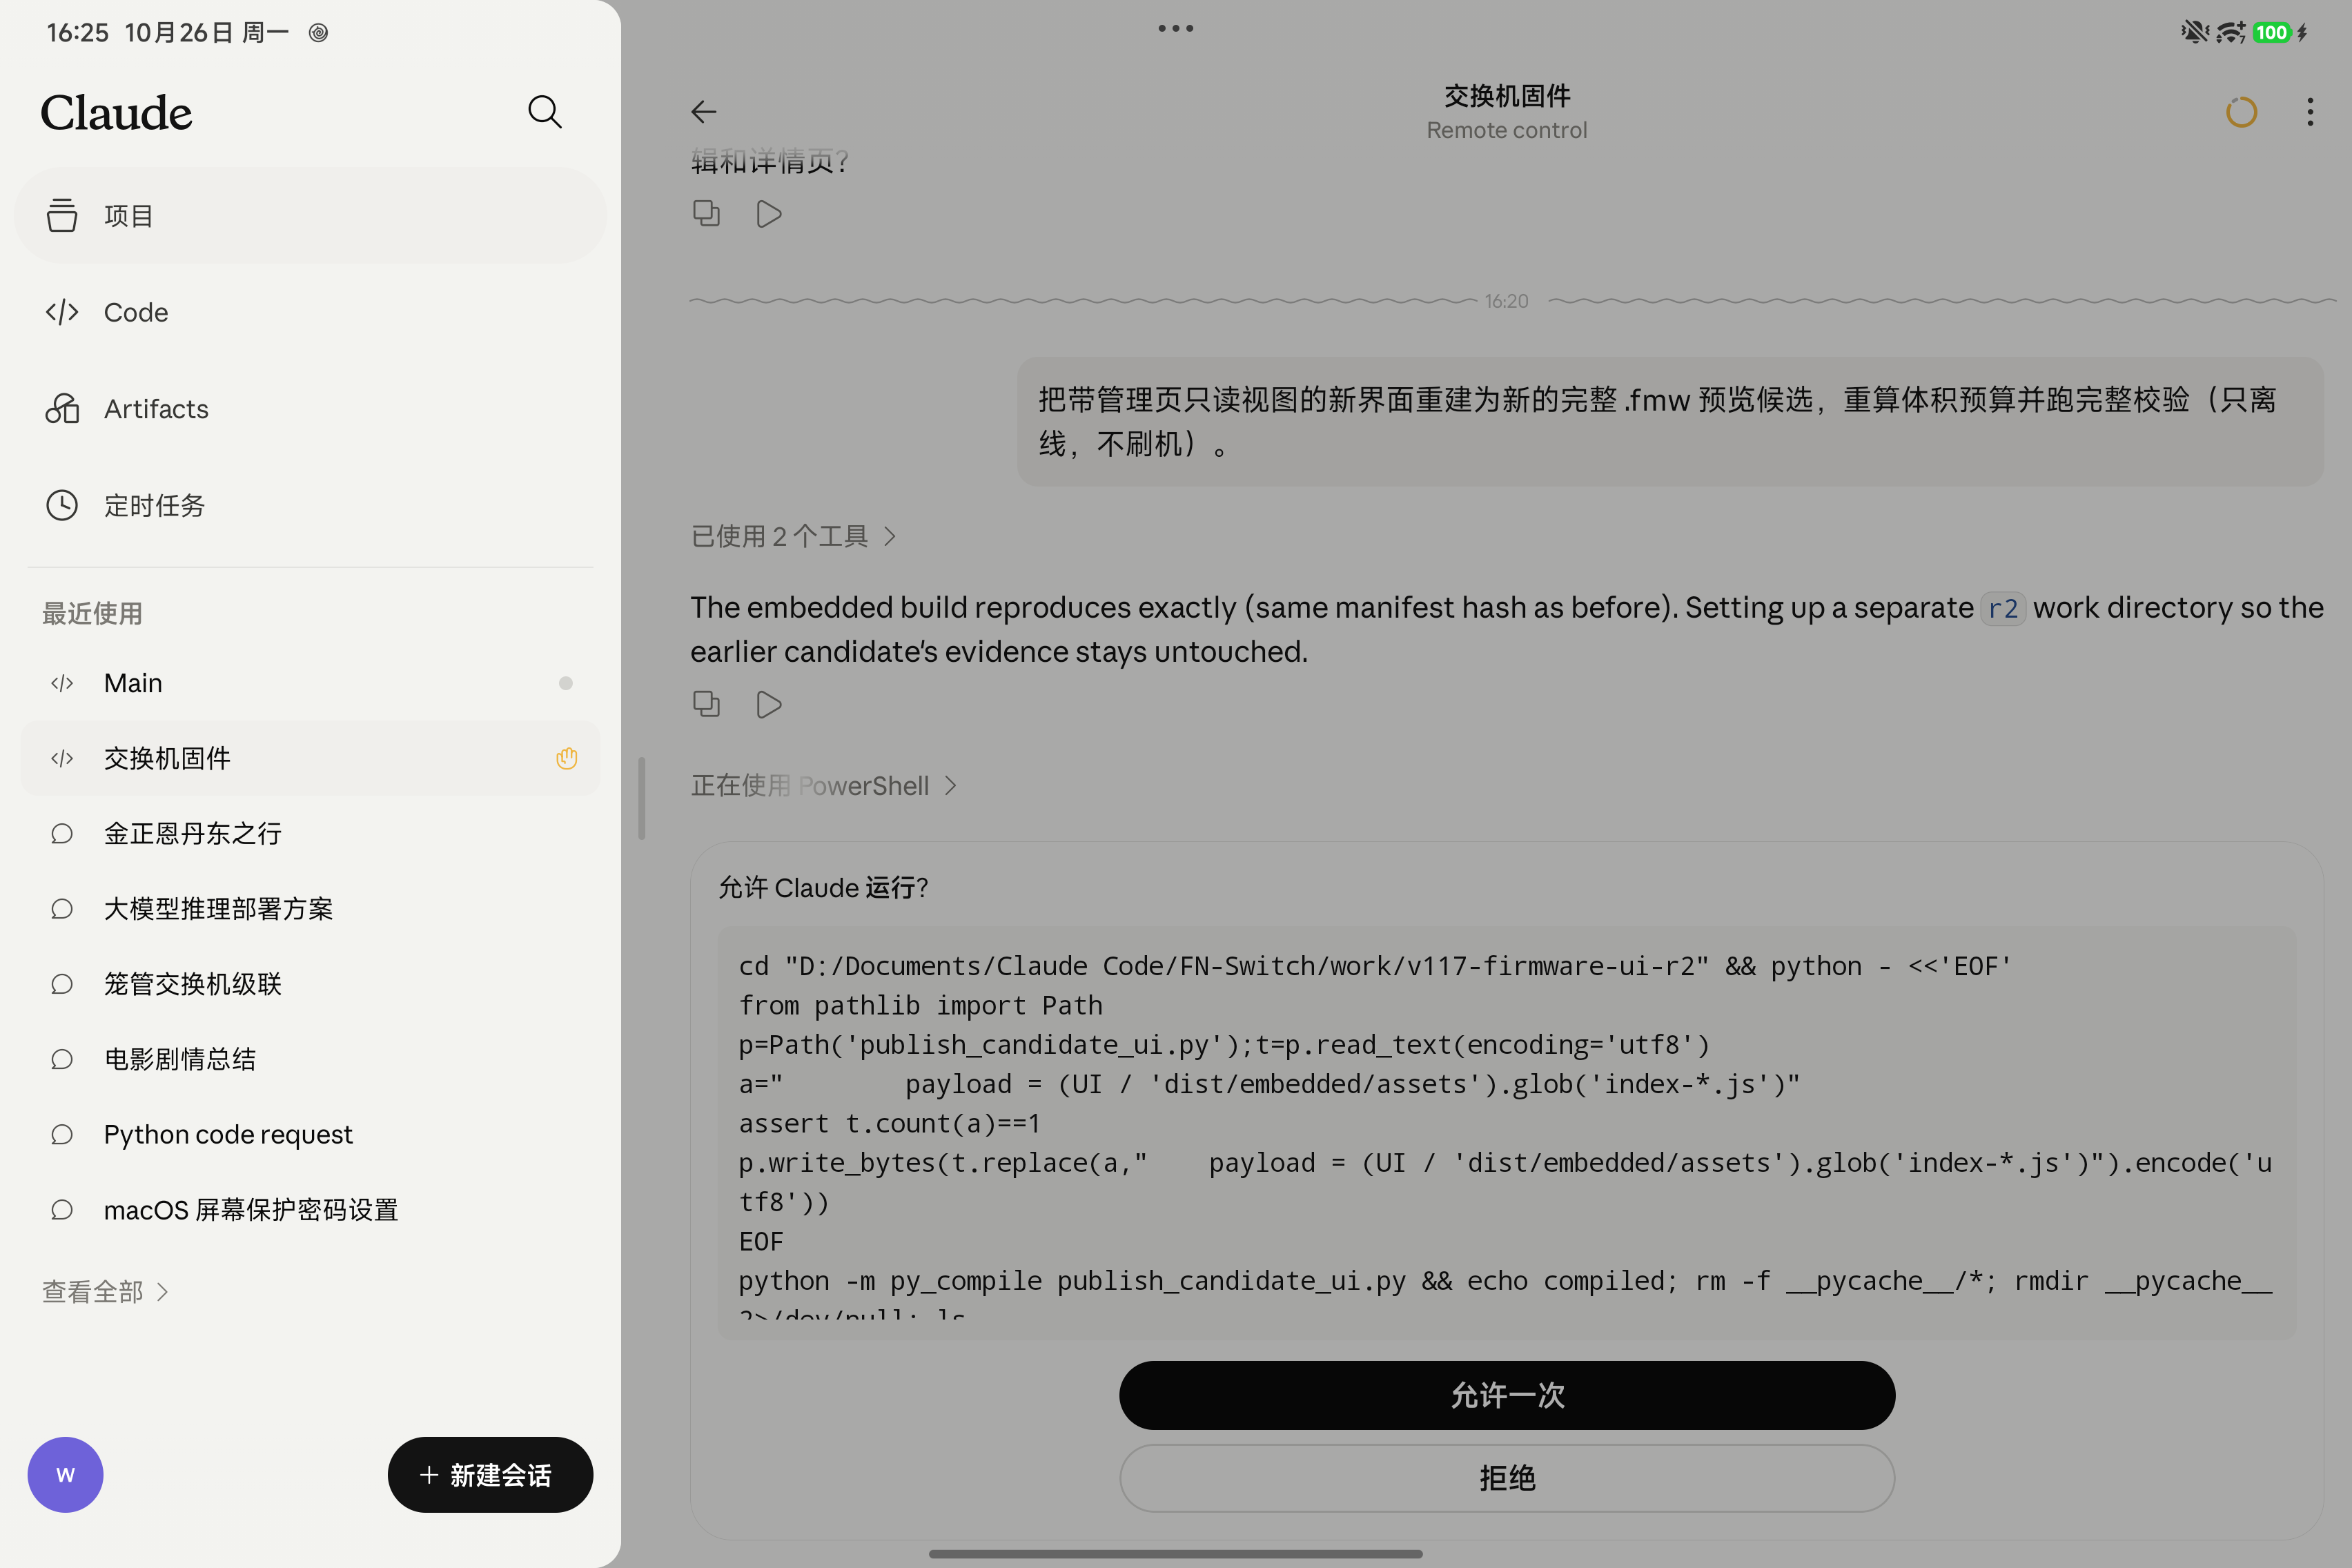 16:25 10月26日 周一
100
Claude
项目
Code
Artifacts
定时任务
最近使用
Main
交换机固件
金正恩丹东之行
大模型推理部署方案
笼管交换机级联
电影剧情总结
Python code request
macOS 屏幕保护密码设置
查看全部
W
+ 新建会话
交换机固件
Remote control
辑和详情页?
16:20
把带管理页只读视图的新界面重建为新的完整 .fmw 预览候选，重算体积预算并跑完整校验（只离
线，不刷机）。
已使用 2 个工具
The embedded build reproduces exactly (same manifest hash as before). Setting up a separate r2 work directory so the
earlier candidate's evidence stays untouched.
正在使用 PowerShell
允许 Claude 运行?
cd "D:/Documents/Claude Code/FN-Switch/work/v117-firmware-ui-r2" && python - <<'EOF'
from pathlib import Path
p=Path('publish_candidate_ui.py');t=p.read_text(encoding='utf8')
a="        payload = (UI / 'dist/embedded/assets').glob('index-*.js')"
assert t.count(a)==1
p.write_bytes(t.replace(a,"    payload = (UI / 'dist/embedded/assets').glob('index-*.js')").encode('u
tf8'))
EOF
python -m py_compile publish_candidate_ui.py && echo compiled; rm -f __pycache__/*; rmdir __pycache__
2>/dev/null; ls
允许一次
拒绝